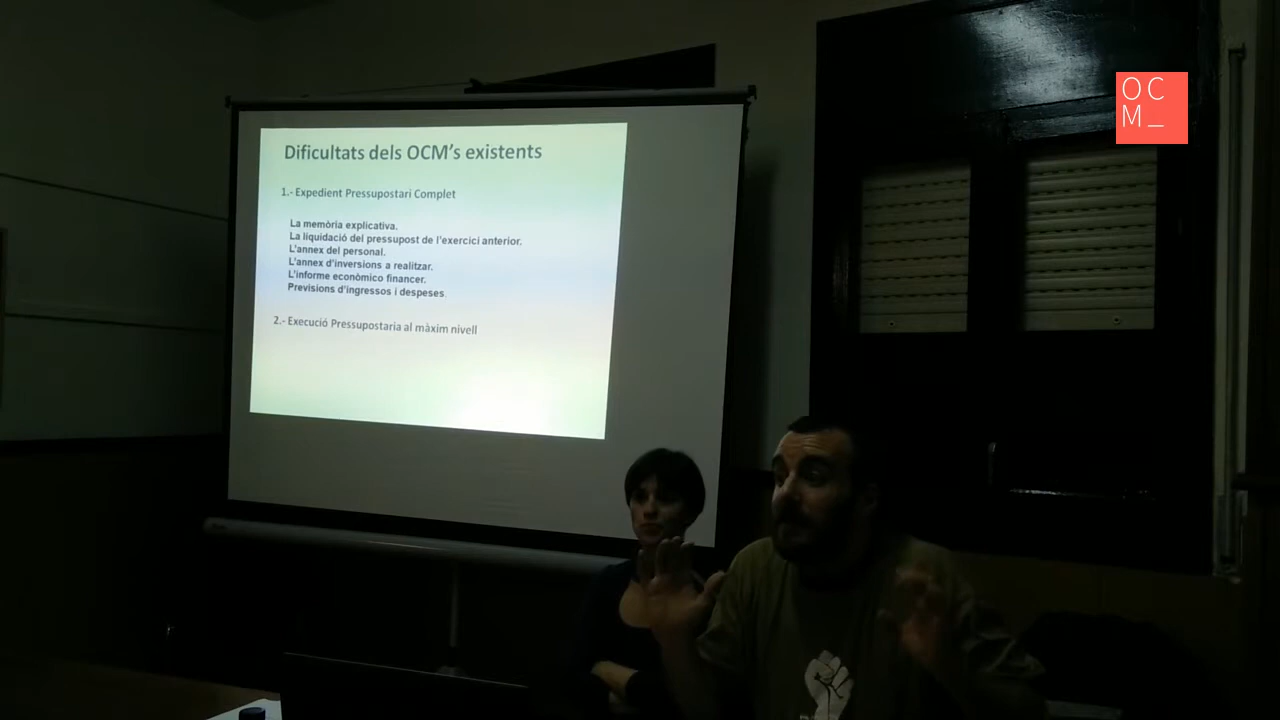 Dificultats dels OCM's existents
1.- Expedient Pressupostari Complet
La memòria explicativa.
La liquidació del pressupost de l'exercici anterior.
L'annex del personal.
L'annex d'inversions a realitzar.
L'informe econòmico financer.
Previsions d'ingressos i despeses.
2.- Execució Pressupostaria al màxim nivell
OC
M_